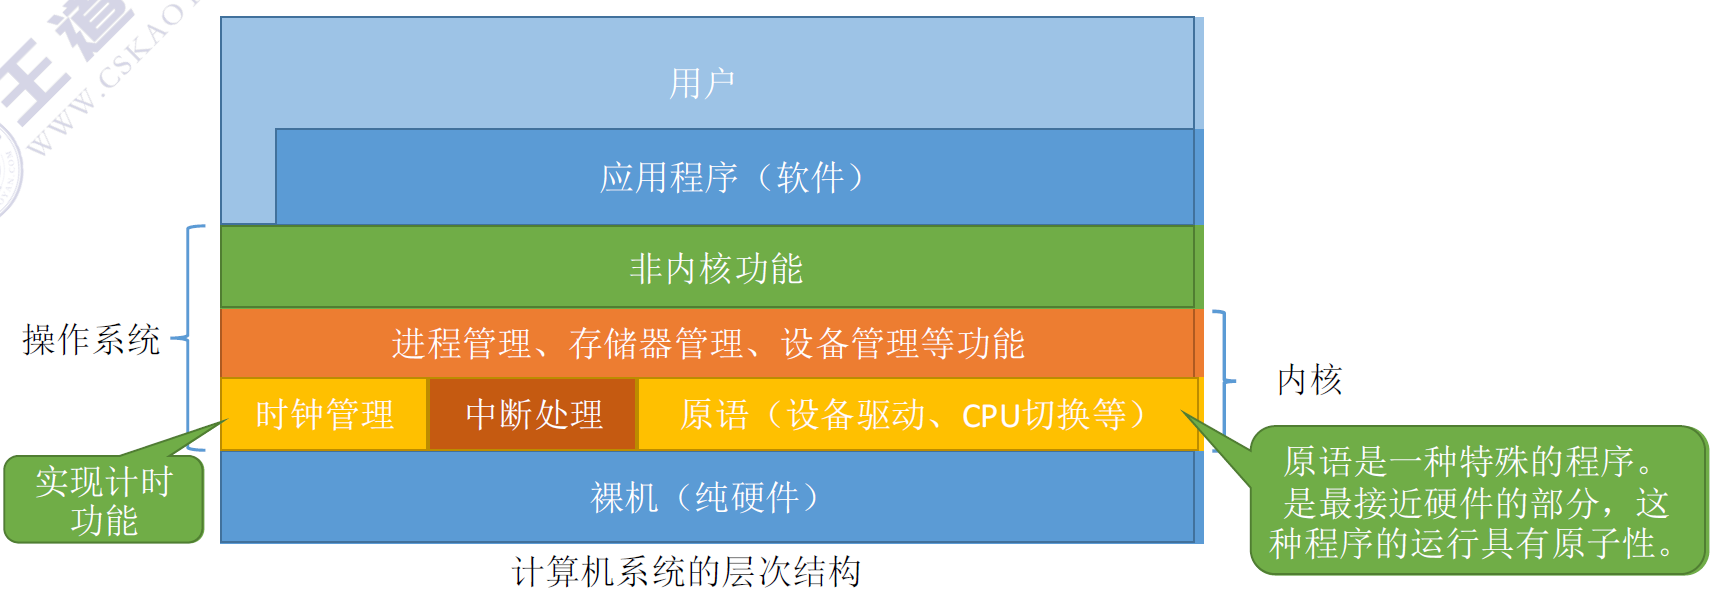 王道
WWW.CSKAO
用户
应用程序（软件）
非内核功能
操作系统
进程管理、存储器管理、设备管理等功能
内核
时钟管理
中断处理
原语（设备驱动、CPU切换等）
实现计时
功能
原语是一种特殊的程序。
是最接近硬件的部分，这
种程序的运行具有原子性。
裸机（纯硬件）
计算机系统的层次结构